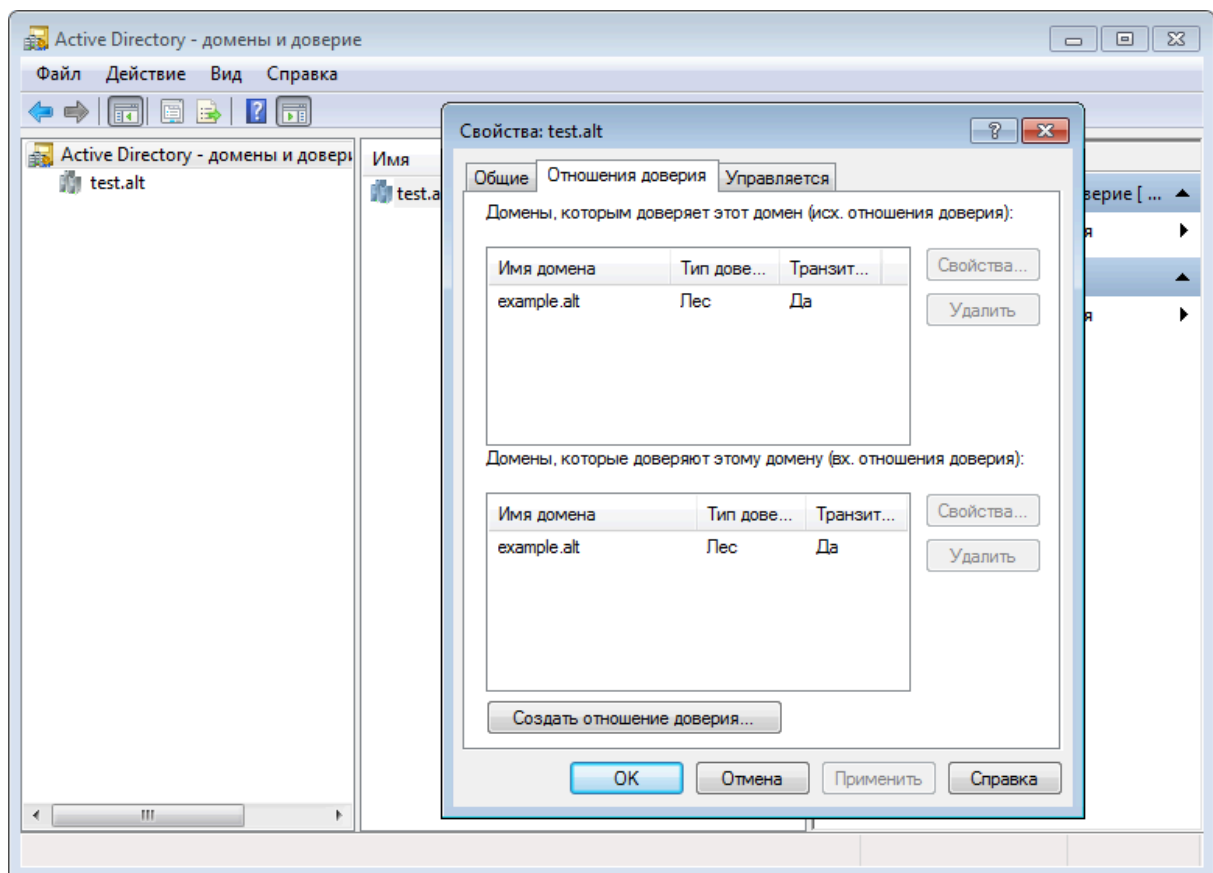 Active Directory - домены и доверие
Файл Действие Вид Справка
Active Directory - домены и довери
test.alt
Имя
test.a
верие [ ...
я
я
Свойства: test.alt
Общие Отношения доверия Управляется
Домены, которым доверяет этот домен (исх. отношения доверия):
Имя домена Тип дове... Транзит...
example.alt Лес Да
Свойства...
Удалить
Домены, которые доверяют этому домену (вх. отношения доверия):
Имя домена Тип дове... Транзит...
example.alt Лес Да
Свойства...
Удалить
Создать отношение доверия...
OK Отмена Применить Справка